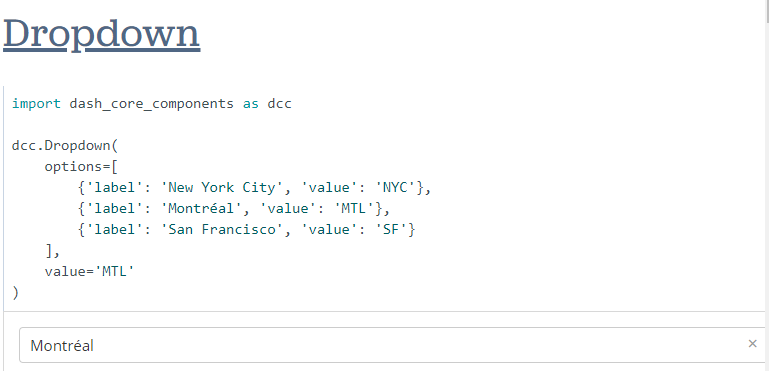 Dropdown
import dash_core_components as dcc
dcc.Dropdown(
    options=[
        {'label': 'New York City', 'value': 'NYC'},
        {'label': 'Montréal', 'value': 'MTL'},
        {'label': 'San Francisco', 'value': 'SF'}
    ],
    value='MTL'
)
Montréal ×